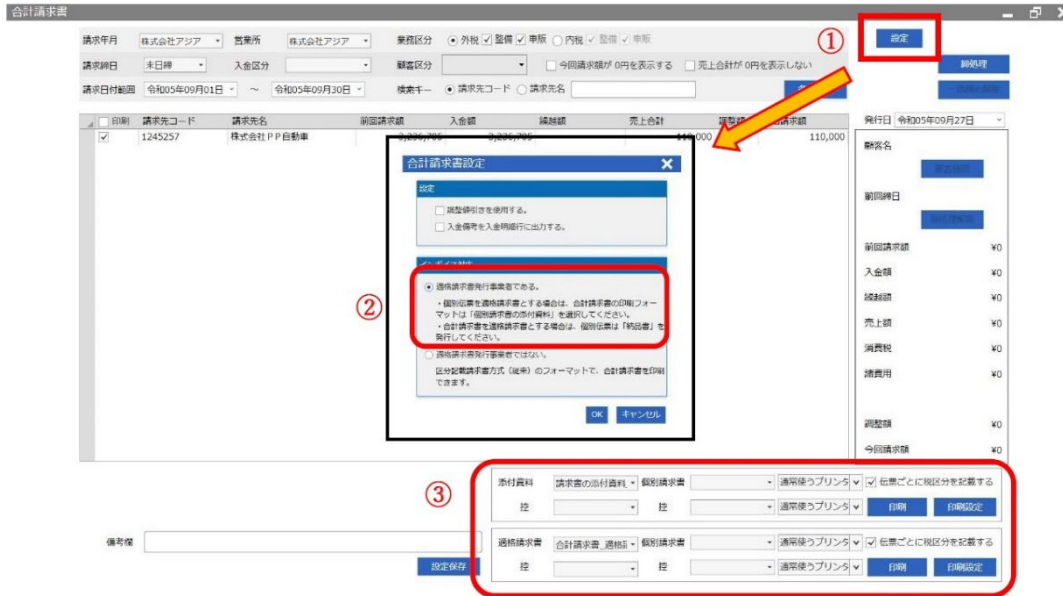 合計請求書
①
設定
請求年月 株式会社アジア 営業所 株式会社アジア 業務区分 外税 整備 車販 内税 整備 車販
請求締日 末日締 入金区分 顧客区分 今回請求額が 0円を表示する 売上合計が 0円を表示しない 締処理
請求日付範囲 令和05年09月01日 ～ 令和05年09月30日 検索キー 請求先コード 請求先名
印刷 請求先コード 請求先名 前回請求額 入金額 繰越額 売上合計
1245257 株式会社ＰＰ自動車 3,236,785 3,236,785 110,000 110,000
発行日 令和05年09月27日
顧客名
前回締日
前回請求額 ¥0
入金額 ¥0
繰越額 ¥0
売上額 ¥0
消費税 ¥0
諸費用 ¥0
調整額 ¥0
今回請求額 ¥0
合計請求書設定
設定
調整値引きを使用する。
入金備考を入金明細行に出力する。
②
適格請求書発行事業者である。
・個別伝票を適格請求書とする場合は、合計請求書の印刷フォー
マットは「個別請求書の添付資料」を選択してください。
・合計請求書を適格請求書とする場合は、個別伝票は「納品書」を
発行してください。
適格請求書発行事業者ではない。
区分記載請求書方式（従来）のフォーマットで、合計請求書を印刷
できます。
OK キャンセル
③
添付資料 請求書の添付資料_ 個別請求書 通常使うプリンタ 伝票ごとに税区分を記載する
控 控 通常使うプリンタ 印刷 印刷設定
備考欄
適格請求書 合計請求書_適格請 個別請求書 通常使うプリンタ 伝票ごとに税区分を記載する
設定保存
控 控 通常使うプリンタ 印刷 印刷設定